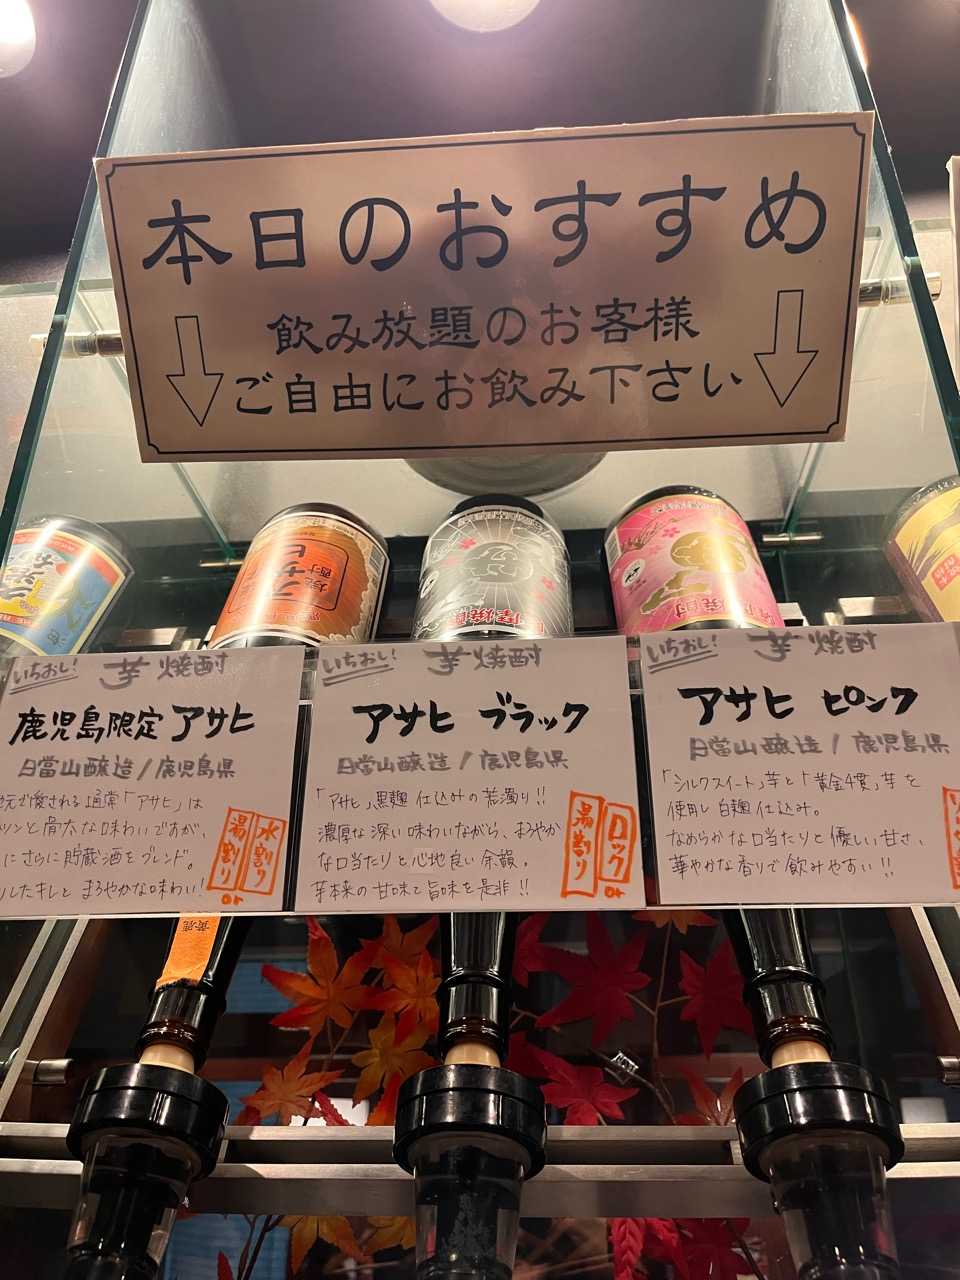 本日のおすすめ
飲み放題のお客様
ご自由にお飲み下さい
いちおし! 芋焼酎
鹿児島限定アサヒ
日當山醸造/鹿児島県
元で愛される通常「アサヒ」は
ツンと骨太な味わいですが、
にさらに貯蔵酒をブレンド。
したキレと まろやかな味わい!
水割り
or
湯割り
いちおし! 芋焼酎
アサヒ ブラック
日當山醸造/鹿児島県
「アサヒ」黒麹 仕込みの荒濁り!!
濃厚な深い味わいながら、まろやか
な口当たりと心地良い余韻。
芋本来の甘味と旨味を是非!!
ロック
or
湯割り
いちおし! 芋焼酎
アサヒ ピンク
日當山醸造/鹿児島県
「シルクスイート」芋と「黄金千貫」芋を
使用し 白麹 仕込み。
なめらかな口当たりと優しい甘さ、
華やかな香りで飲みやすい!!
黄麹